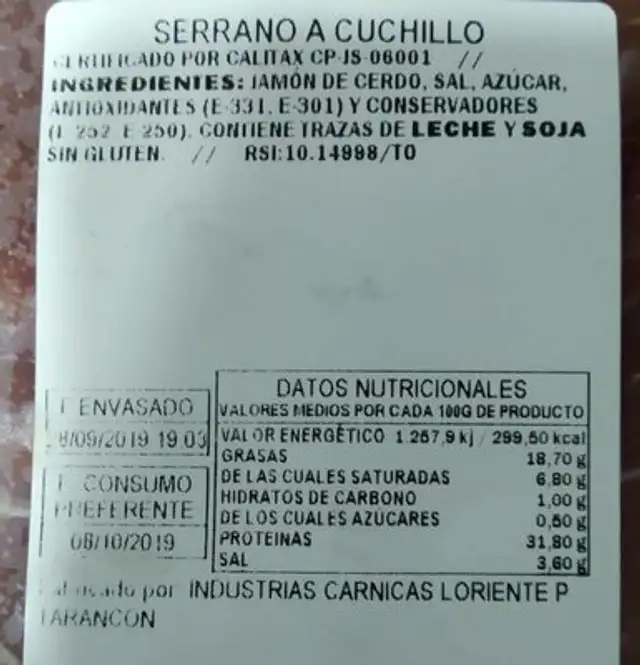 SERRANO A CUCHILLO
CERTIFICADO POR CALITAX CP-JS-06001 //
INGREDIENTES: JAMÓN DE CERDO, SAL, AZÚCAR,
ANTIOXIDANTES (E-331, E-301) Y CONSERVADORES
(E-252 E-250). CONTIENE TRAZAS DE LECHE Y SOJA
SIN GLUTEN. // RSI:10.14998/TO
F ENVASADO
8/09/2019 19:03
F. CONSUMO
PREFERENTE
08/10/2019
DATOS NUTRICIONALES
VALORES MEDIOS POR CADA 100G DE PRODUCTO
VALOR ENERGÉTICO 1.257,9 kj / 299,50 kcal
GRASAS 18,70 g
DE LAS CUALES SATURADAS 6,80 g
HIDRATOS DE CARBONO 1,00 g
DE LOS CUALES AZÚCARES 0,50 g
PROTEINAS 31,80 g
SAL 3,60 g
Fabricado por INDUSTRIAS CARNICAS LORIENTE P
TARANCON